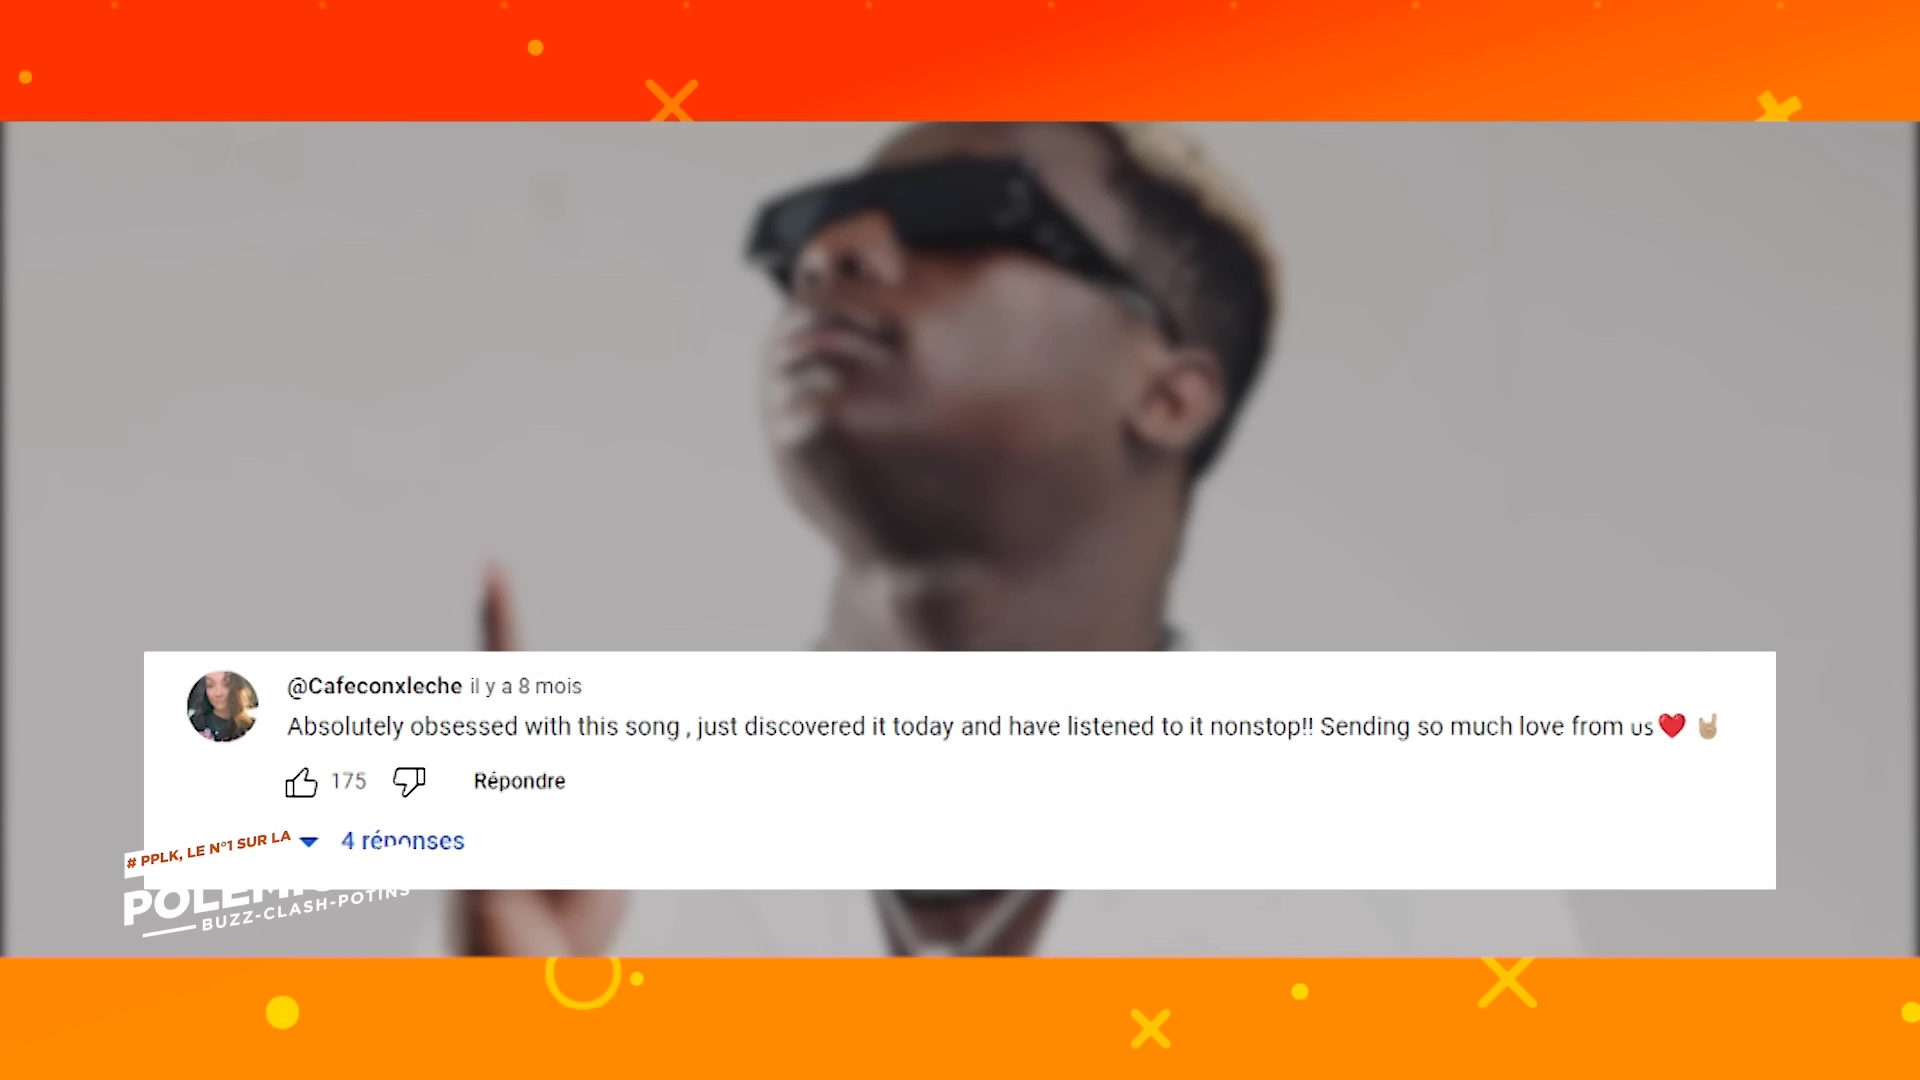 @Cafeconxleche il y a 8 mois
Absolutely obsessed with this song , just discovered it today and have listened to it nonstop!! Sending so much love from us❤️ 🤘🏼
175 Répondre
4 réponses
# PPLK, LE N°1 SUR LA
BUZZ-CLASH-POTINS